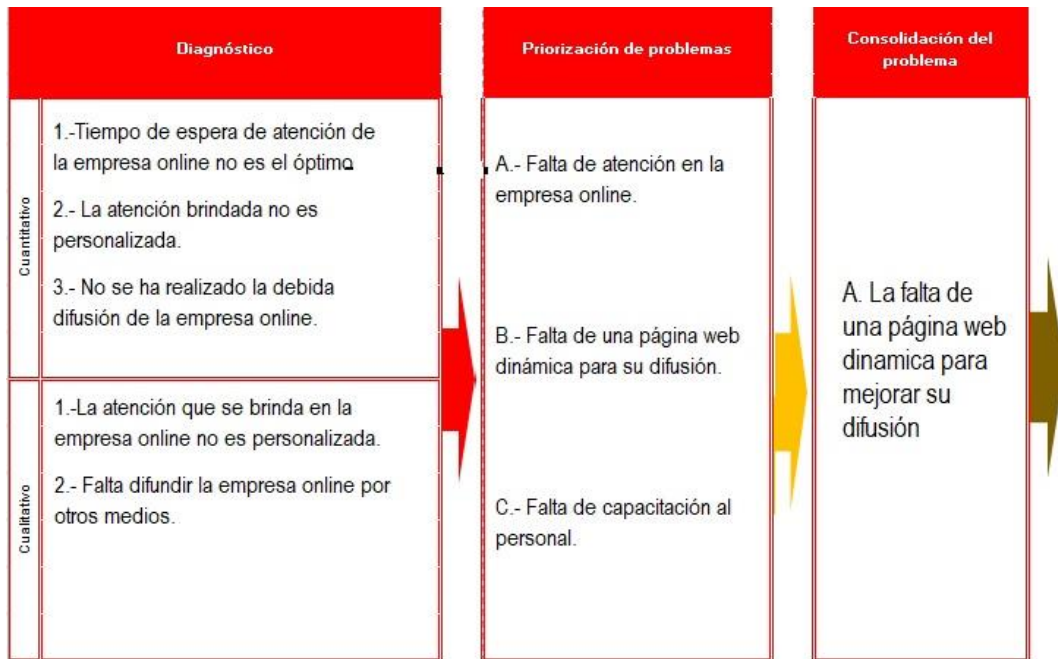 Diagnóstico
Cuantitativo
1.-Tiempo de espera de atención de
la empresa online no es el óptimo.
2.- La atención brindada no es
personalizada.
3.- No se ha realizado la debida
difusión de la empresa online.
Cualitativo
1.-La atención que se brinda en la
empresa online no es personalizada.
2.- Falta difundir la empresa online por
otros medios.
Priorización de problemas
A.- Falta de atención en la
empresa online.
B.- Falta de una página web
dinámica para su difusión.
C.- Falta de capacitación al
personal.
Consolidación del
problema
A. La falta de
una página web
dinamica para
mejorar su
difusión